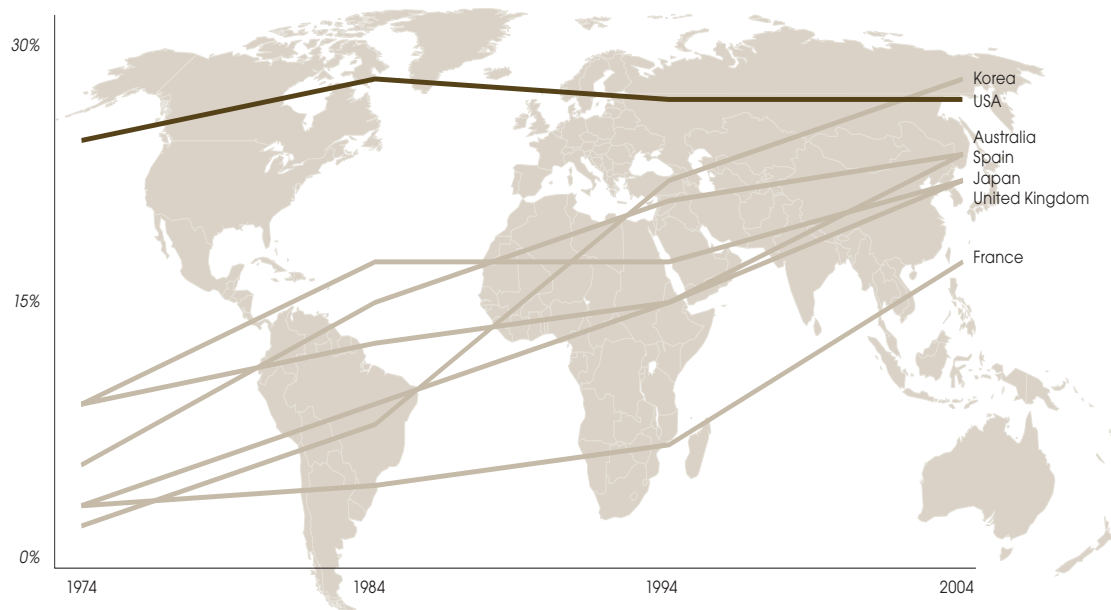 30%
Korea
USA
Australia
Spain
Japan
United Kingdom
France
15%
0%
1974
1984
1994
2004